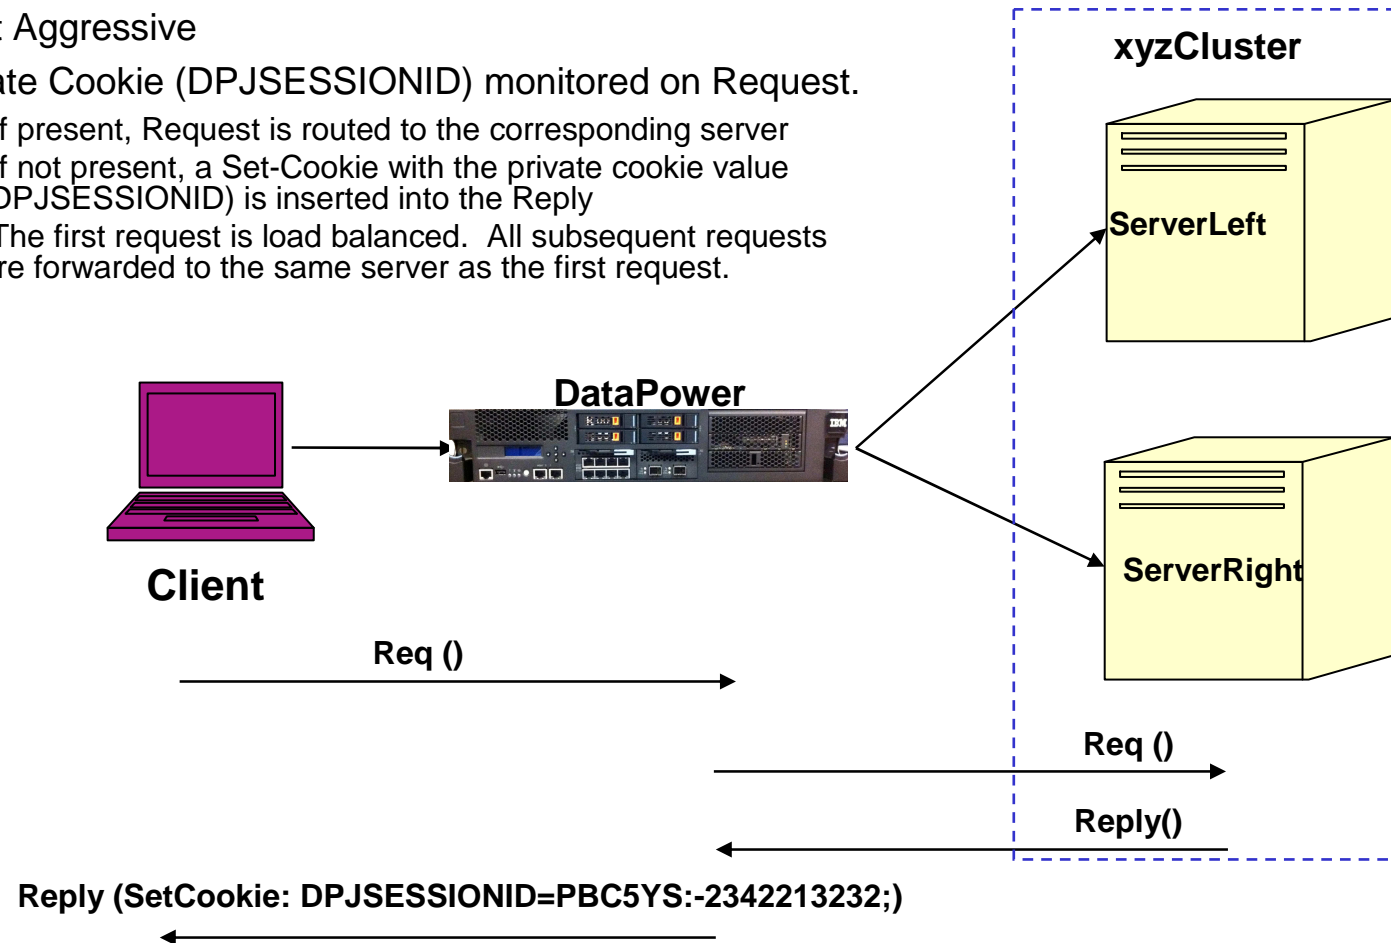 : Aggressive
ate Cookie (DPJSESSIONID) monitored on Request.
f present, Request is routed to the corresponding server
f not present, a Set-Cookie with the private cookie value
DPJSESSIONID) is inserted into the Reply
The first request is load balanced. All subsequent requests
re forwarded to the same server as the first request.
xyzCluster
ServerLeft
DataPower
IBM
ServerRight
Client
Req ()
Req ()
Reply()
Reply (SetCookie: DPJSESSIONID=PBC5YS:-2342213232;)